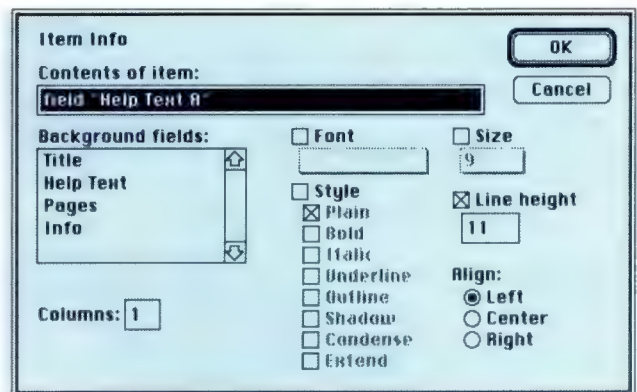 Item Info
OK
Contents of item:
Cancel
field "Help Text A"
Background fields:
Title
Help Text
Pages
Info
Columns: 1
Font
Style
Plain
Bold
Italic
Underline
Outline
Shadow
Condense
Extend
Size
9
Line height
11
Align:
Left
Center
Right